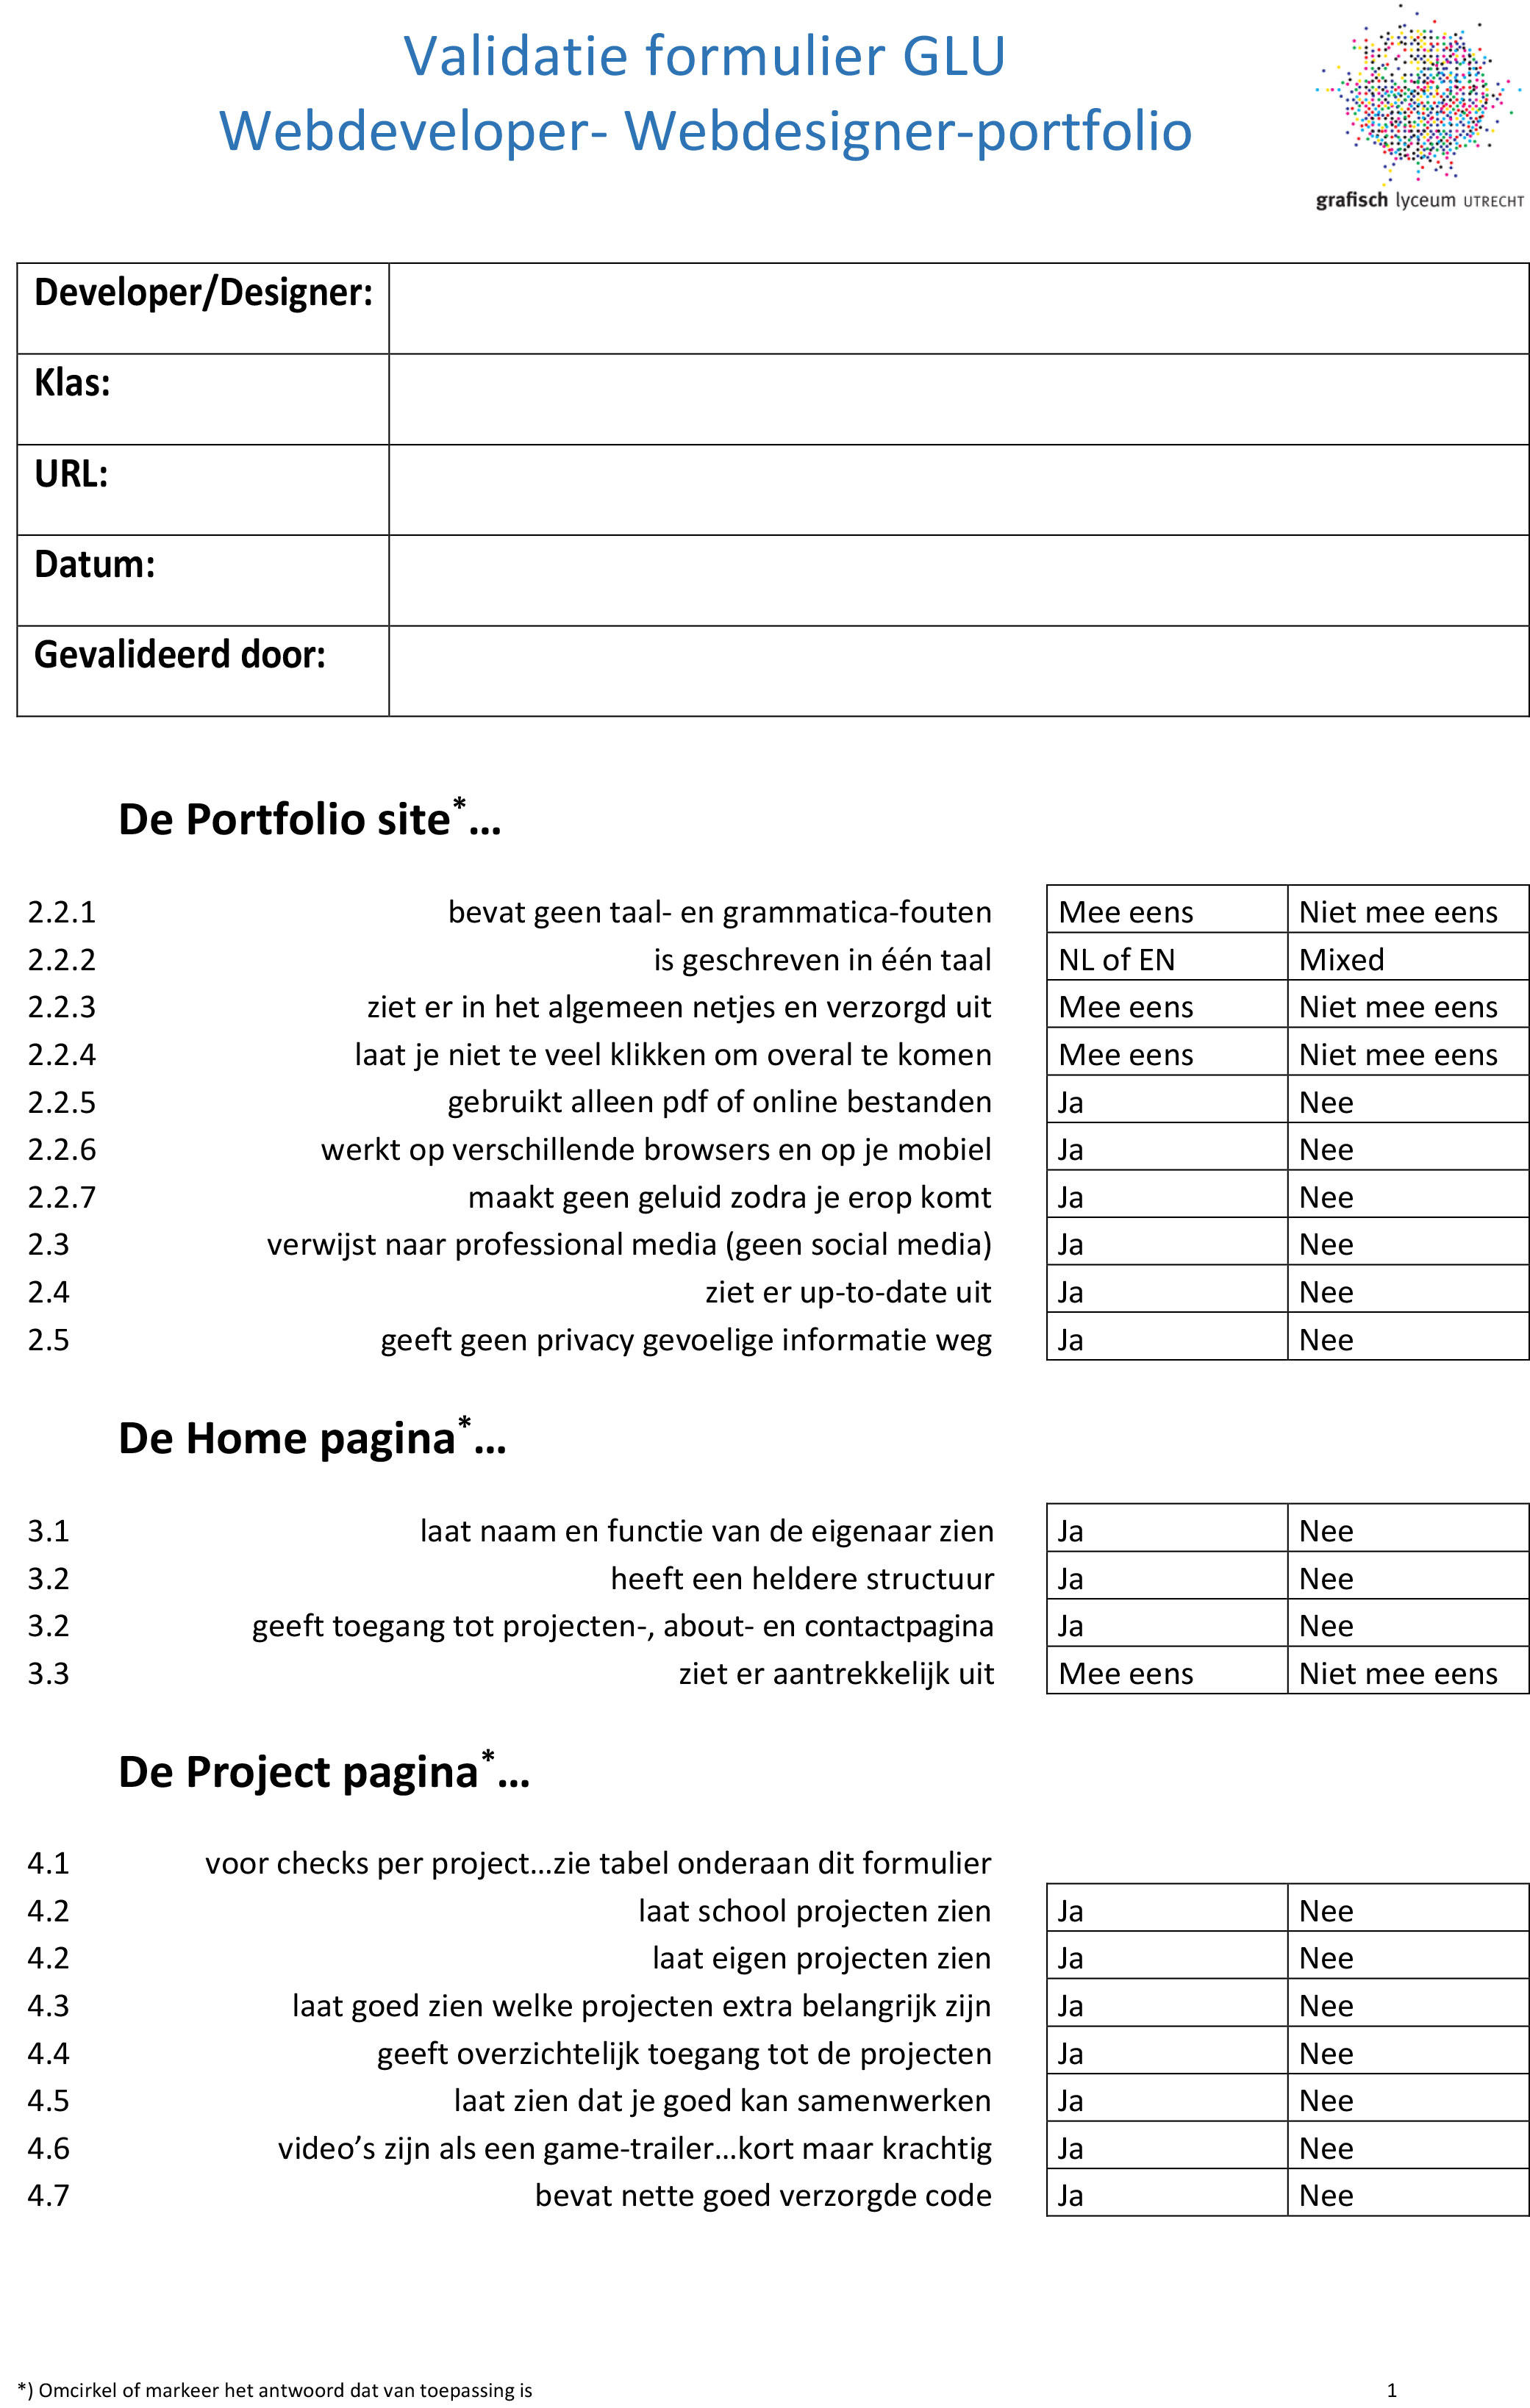 Validatie formulier GLU
Webdeveloper- Webdesigner-portfolio
grafisch lyceum UTRECHT
Developer/Designer:
Klas:
URL:
Datum:
Gevalideerd door:
De Portfolio site*...
2.2.1 bevat geen taal- en grammatica-fouten Mee eens Niet mee eens
2.2.2 is geschreven in één taal NL of EN Mixed
2.2.3 ziet er in het algemeen netjes en verzorgd uit Mee eens Niet mee eens
2.2.4 laat je niet te veel klikken om overal te komen Mee eens Niet mee eens
2.2.5 gebruikt alleen pdf of online bestanden Ja Nee
2.2.6 werkt op verschillende browsers en op je mobiel Ja Nee
2.2.7 maakt geen geluid zodra je erop komt Ja Nee
2.3 verwijst naar professional media (geen social media) Ja Nee
2.4 ziet er up-to-date uit Ja Nee
2.5 geeft geen privacy gevoelige informatie weg Ja Nee
De Home pagina*...
3.1 laat naam en functie van de eigenaar zien Ja Nee
3.2 heeft een heldere structuur Ja Nee
3.2 geeft toegang tot projecten-, about- en contactpagina Ja Nee
3.3 ziet er aantrekkelijk uit Mee eens Niet mee eens
De Project pagina*...
4.1 voor checks per project...zie tabel onderaan dit formulier
4.2 laat school projecten zien Ja Nee
4.2 laat eigen projecten zien Ja Nee
4.3 laat goed zien welke projecten extra belangrijk zijn Ja Nee
4.4 geeft overzichtelijk toegang tot de projecten Ja Nee
4.5 laat zien dat je goed kan samenwerken Ja Nee
4.6 video’s zijn als een game-trailer...kort maar krachtig Ja Nee
4.7 bevat nette goed verzorgde code Ja Nee
*) Omcirkel of markeer het antwoord dat van toepassing is 1